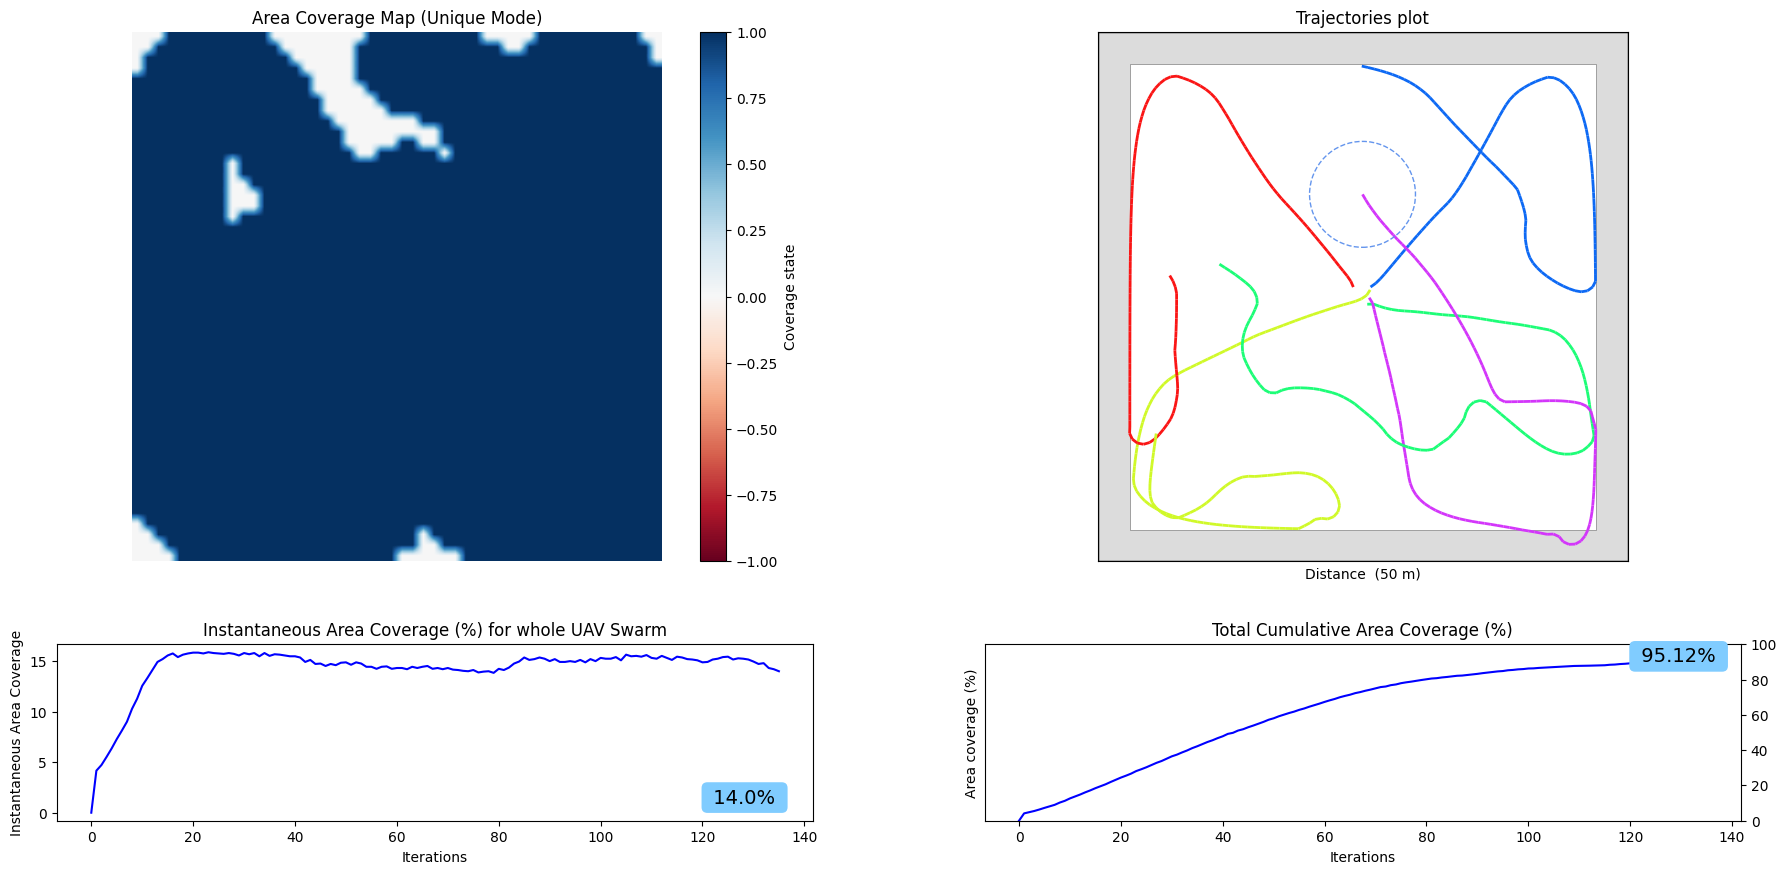 Area Coverage Map (Unique Mode)
1.00
0.75
0.50
0.25
0.00
−0.25
−0.50
−0.75
−1.00
Coverage state
Trajectories plot
Distance  (50 m)
Instantaneous Area Coverage (%) for whole UAV Swarm
Instantaneous Area Coverage
15
10
5
0
14.0%
0 20 40 60 80 100 120 140
Iterations
Total Cumulative Area Coverage (%)
Area coverage (%)
95.12%
100
80
60
40
20
0
0 20 40 60 80 100 120 140
Iterations